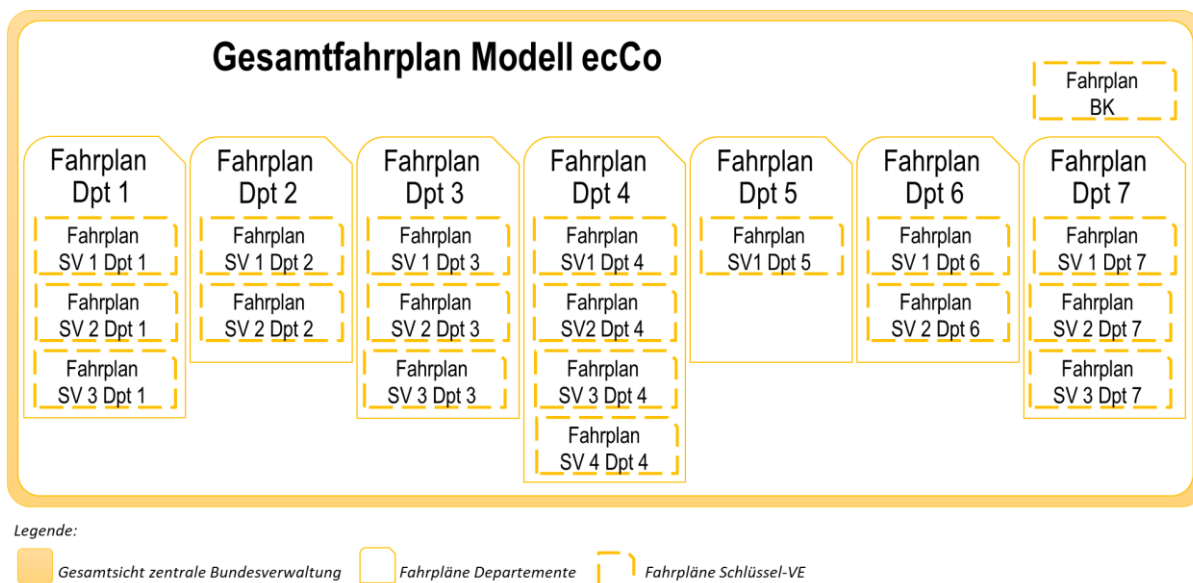 Gesamtfahrplan Modell ecCo
Fahrplan
BK
Fahrplan
Dpt 1
Fahrplan
SV 1 Dpt 1
Fahrplan
SV 2 Dpt 1
Fahrplan
SV 3 Dpt 1
Fahrplan
Dpt 2
Fahrplan
SV 1 Dpt 2
Fahrplan
SV 2 Dpt 2
Fahrplan
Dpt 3
Fahrplan
SV 1 Dpt 3
Fahrplan
SV 2 Dpt 3
Fahrplan
SV 3 Dpt 3
Fahrplan
Dpt 4
Fahrplan
SV1 Dpt 4
Fahrplan
SV2 Dpt 4
Fahrplan
SV 3 Dpt 4
Fahrplan
SV 4 Dpt 4
Fahrplan
Dpt 5
Fahrplan
SV1 Dpt 5
Fahrplan
Dpt 6
Fahrplan
SV 1 Dpt 6
Fahrplan
SV 2 Dpt 6
Fahrplan
Dpt 7
Fahrplan
SV 1 Dpt 7
Fahrplan
SV 2 Dpt 7
Fahrplan
SV 3 Dpt 7
Legende:
Gesamtsicht zentrale Bundesverwaltung
Fahrpläne Departemente
Fahrpläne Schlüssel-VE